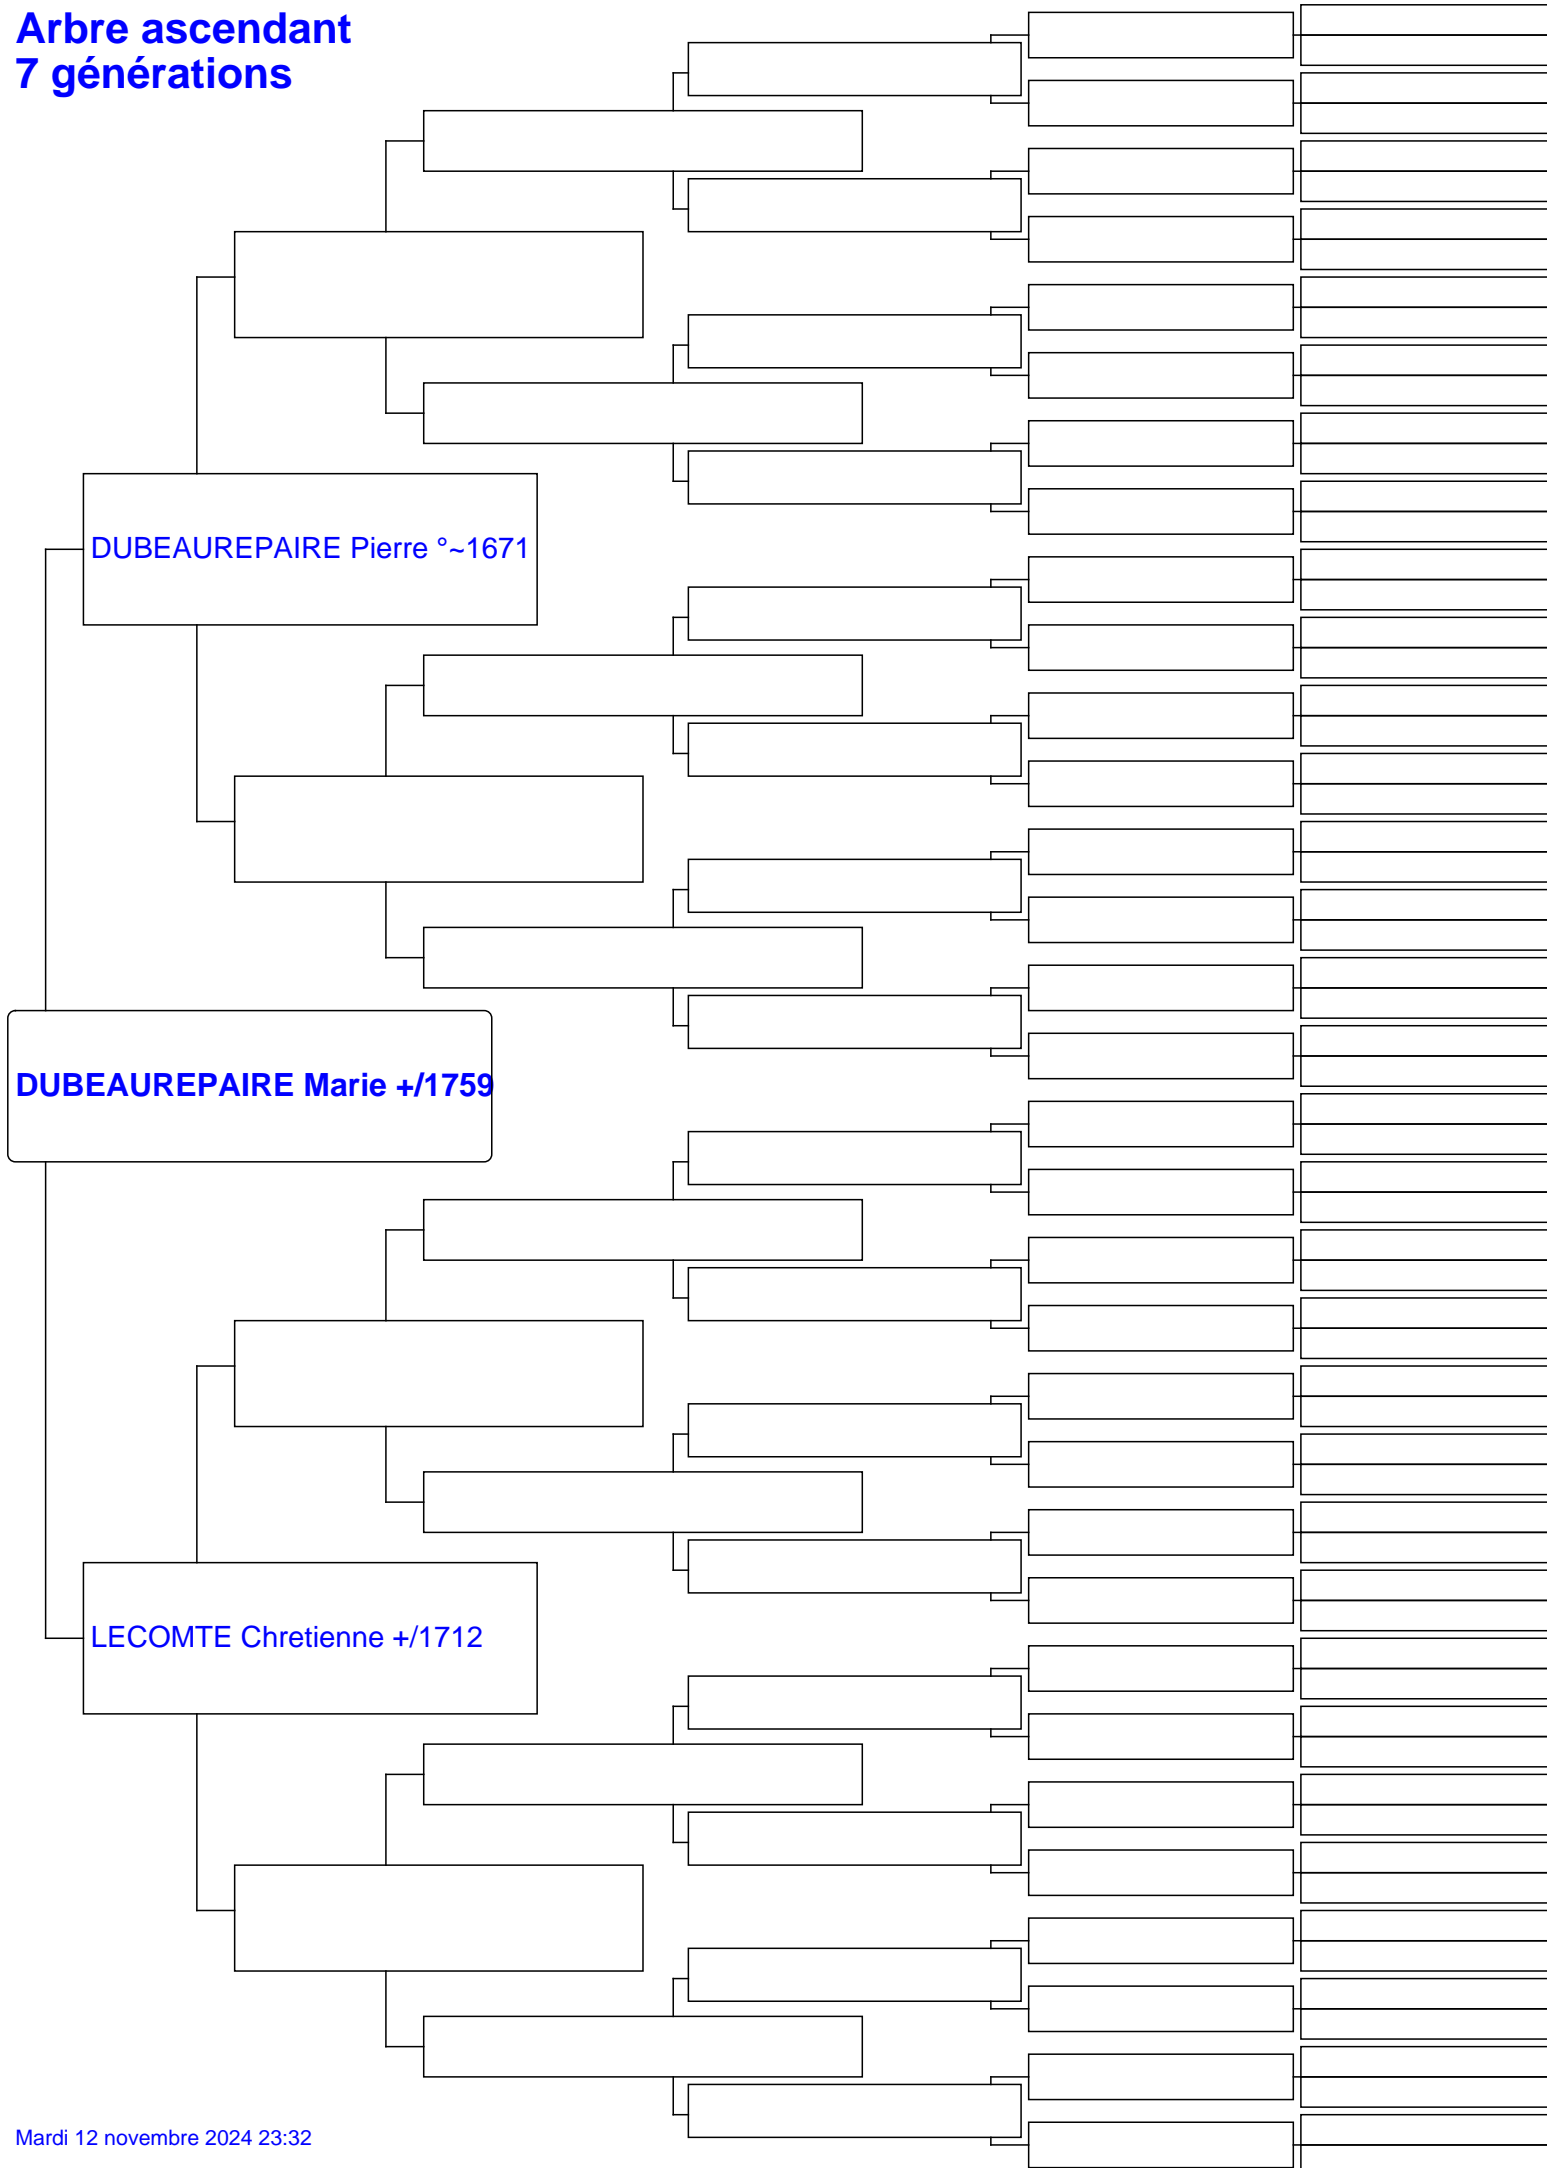 Arbre ascendant
7 générations
DUBEAUREPAIRE Pierre °~1671
DUBEAUREPAIRE Marie +/1759
LECOMTE Chretienne +/1712
Mardi 12 novembre 2024 23:32